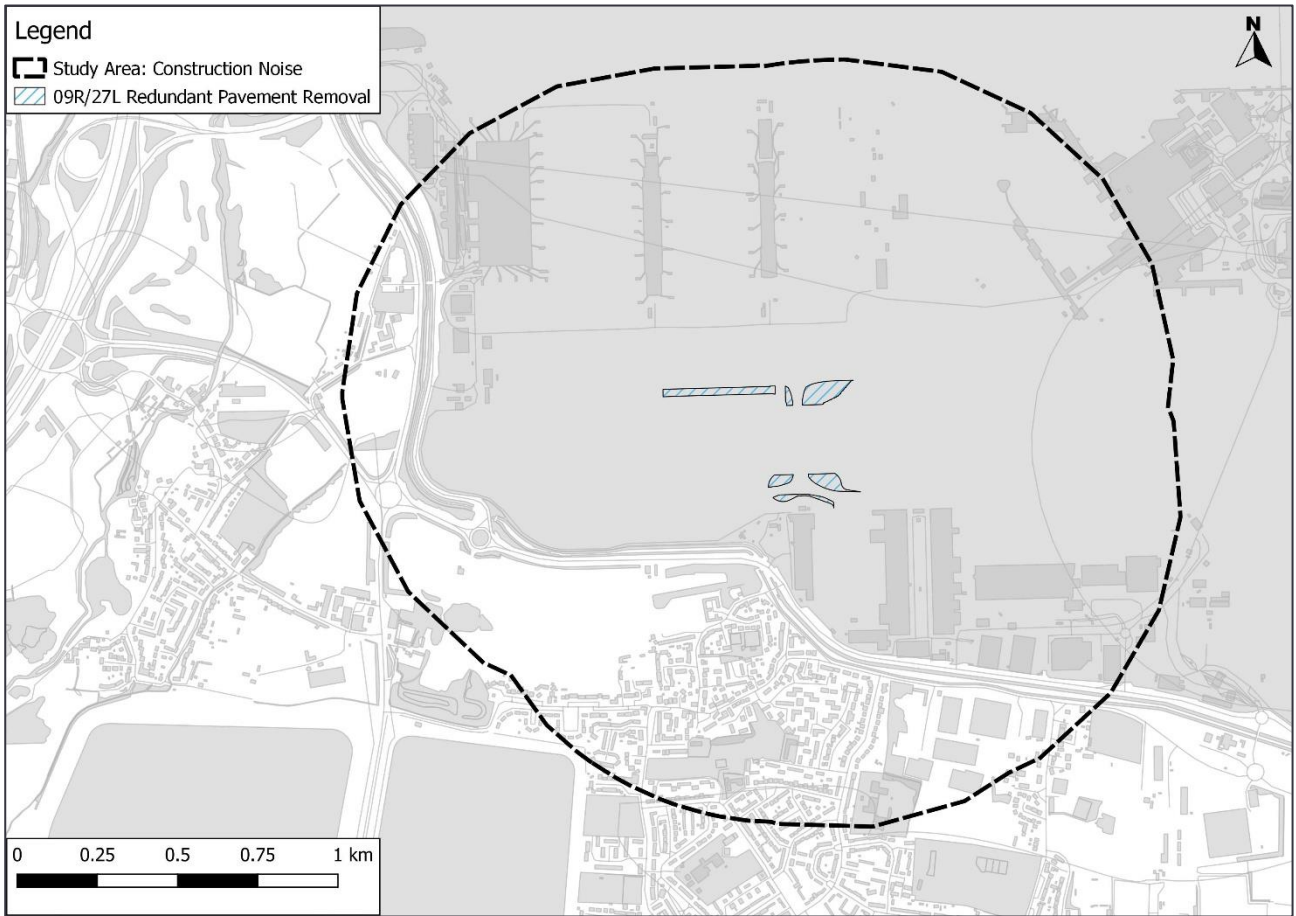 Legend
Study Area: Construction Noise
09R/27L Redundant Pavement Removal
N
0 0.25 0.5 0.75 1 km